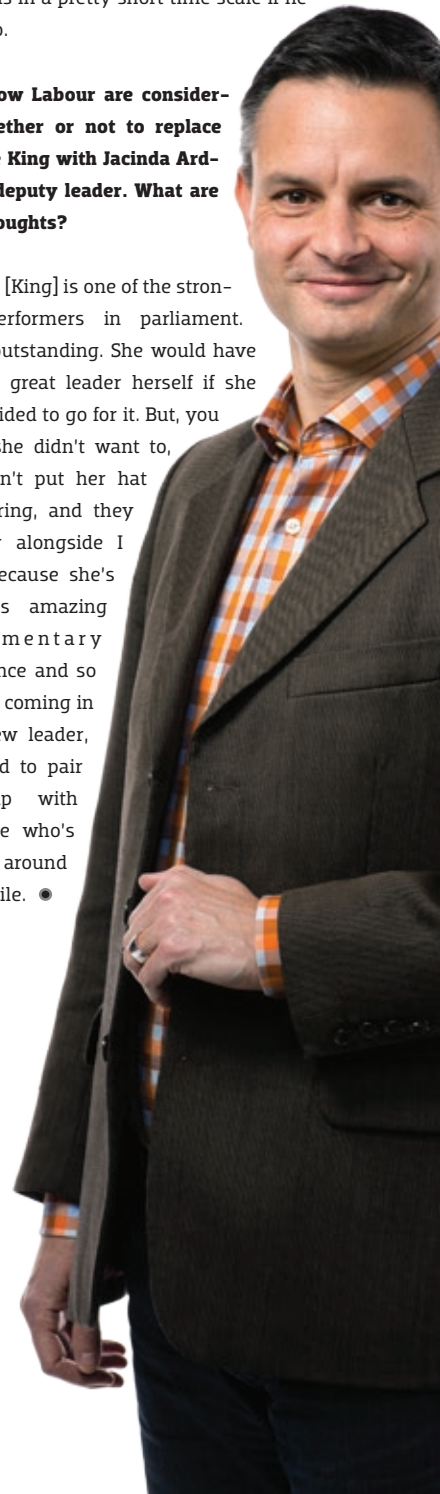 in a pretty short time scale if he
o.
ow Labour are consider-
ether or not to replace
King with Jacinda Ard-
deputy leader. What are
oughts?
[King] is one of the stron-
erformers in parliament.
outstanding. She would have
great leader herself if she
ided to go for it. But, you
she didn't want to,
n't put her hat
ring, and they
alongside I
ecause she's
s amazing
mentary
nce and so
coming in
ew leader,
d to pair
p with
e who's
around
ile.